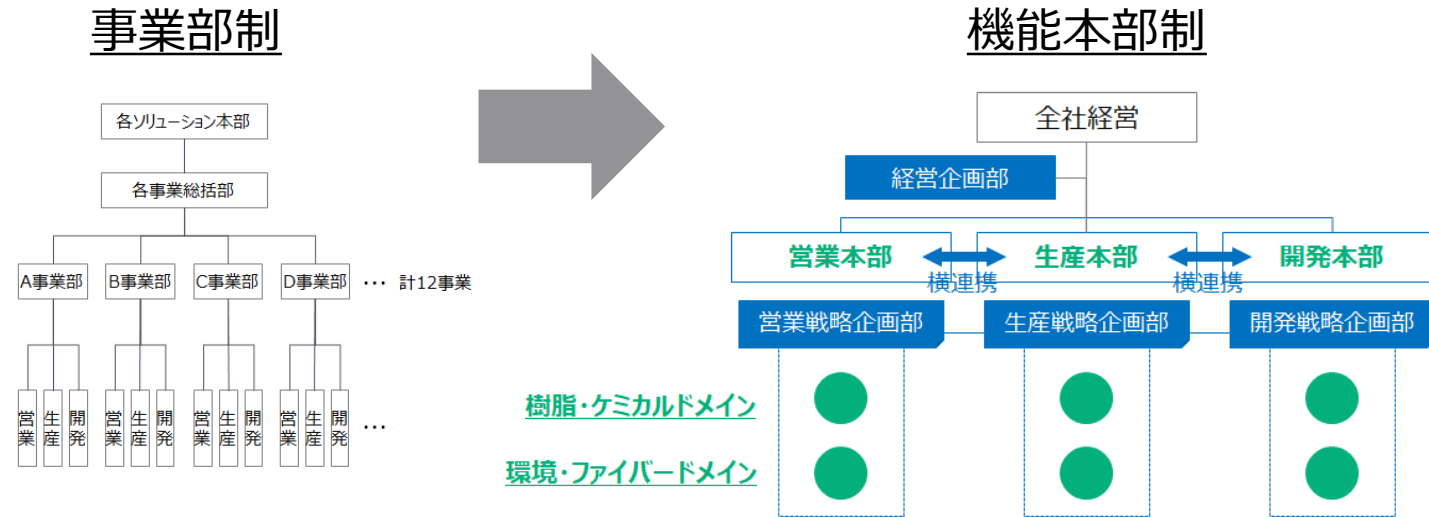 事業部制
機能本部制
各ソリューション本部
各事業総括部
A事業部
B事業部
C事業部
D事業部
･･･ 計12事業
営業
生産
開発
営業
生産
開発
営業
生産
開発
営業
生産
開発
･･･
全社経営
経営企画部
営業本部
生産本部
開発本部
横連携
横連携
営業戦略企画部
生産戦略企画部
開発戦略企画部
樹脂・ケミカルドメイン
環境・ファイバードメイン